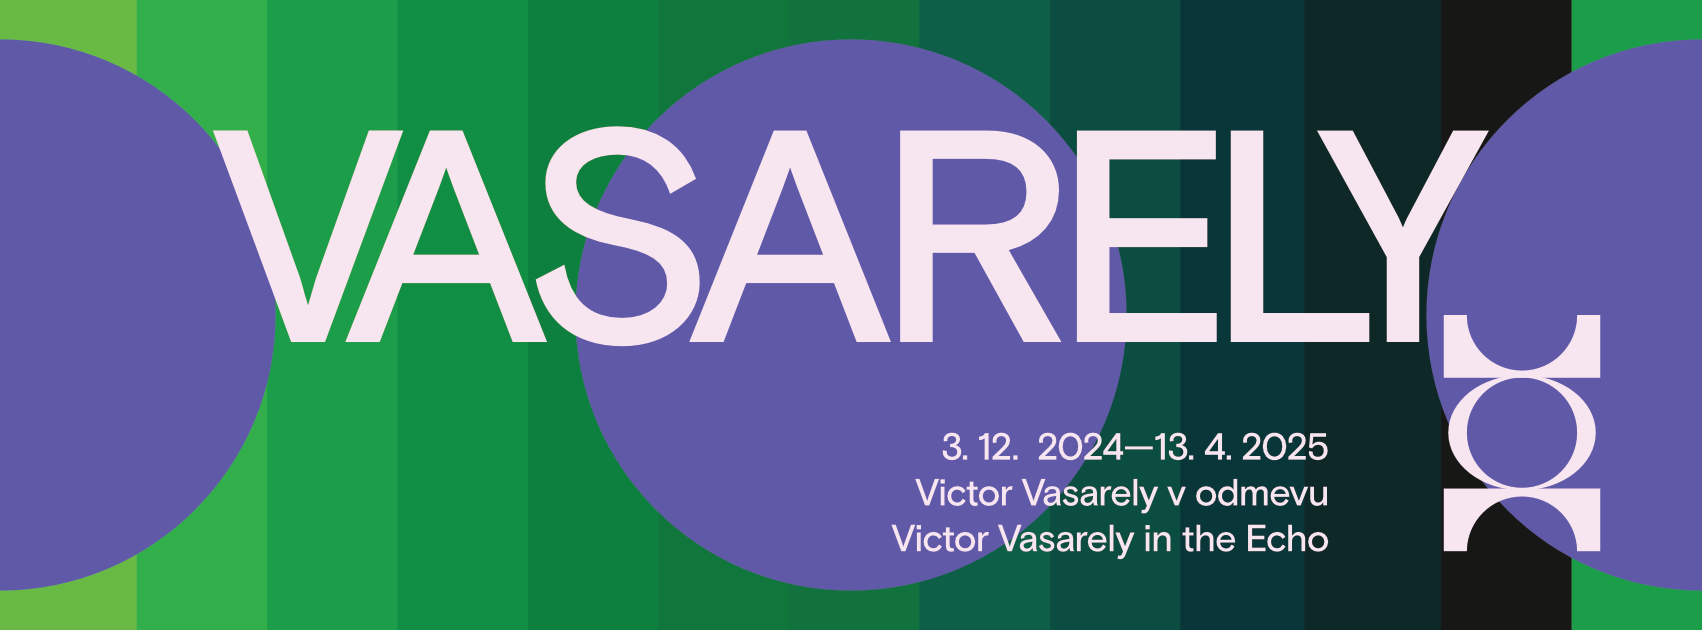 VASARELY
3. 12. 2024—13. 4. 2025
Victor Vasarely v odmevu
Victor Vasarely in the Echo